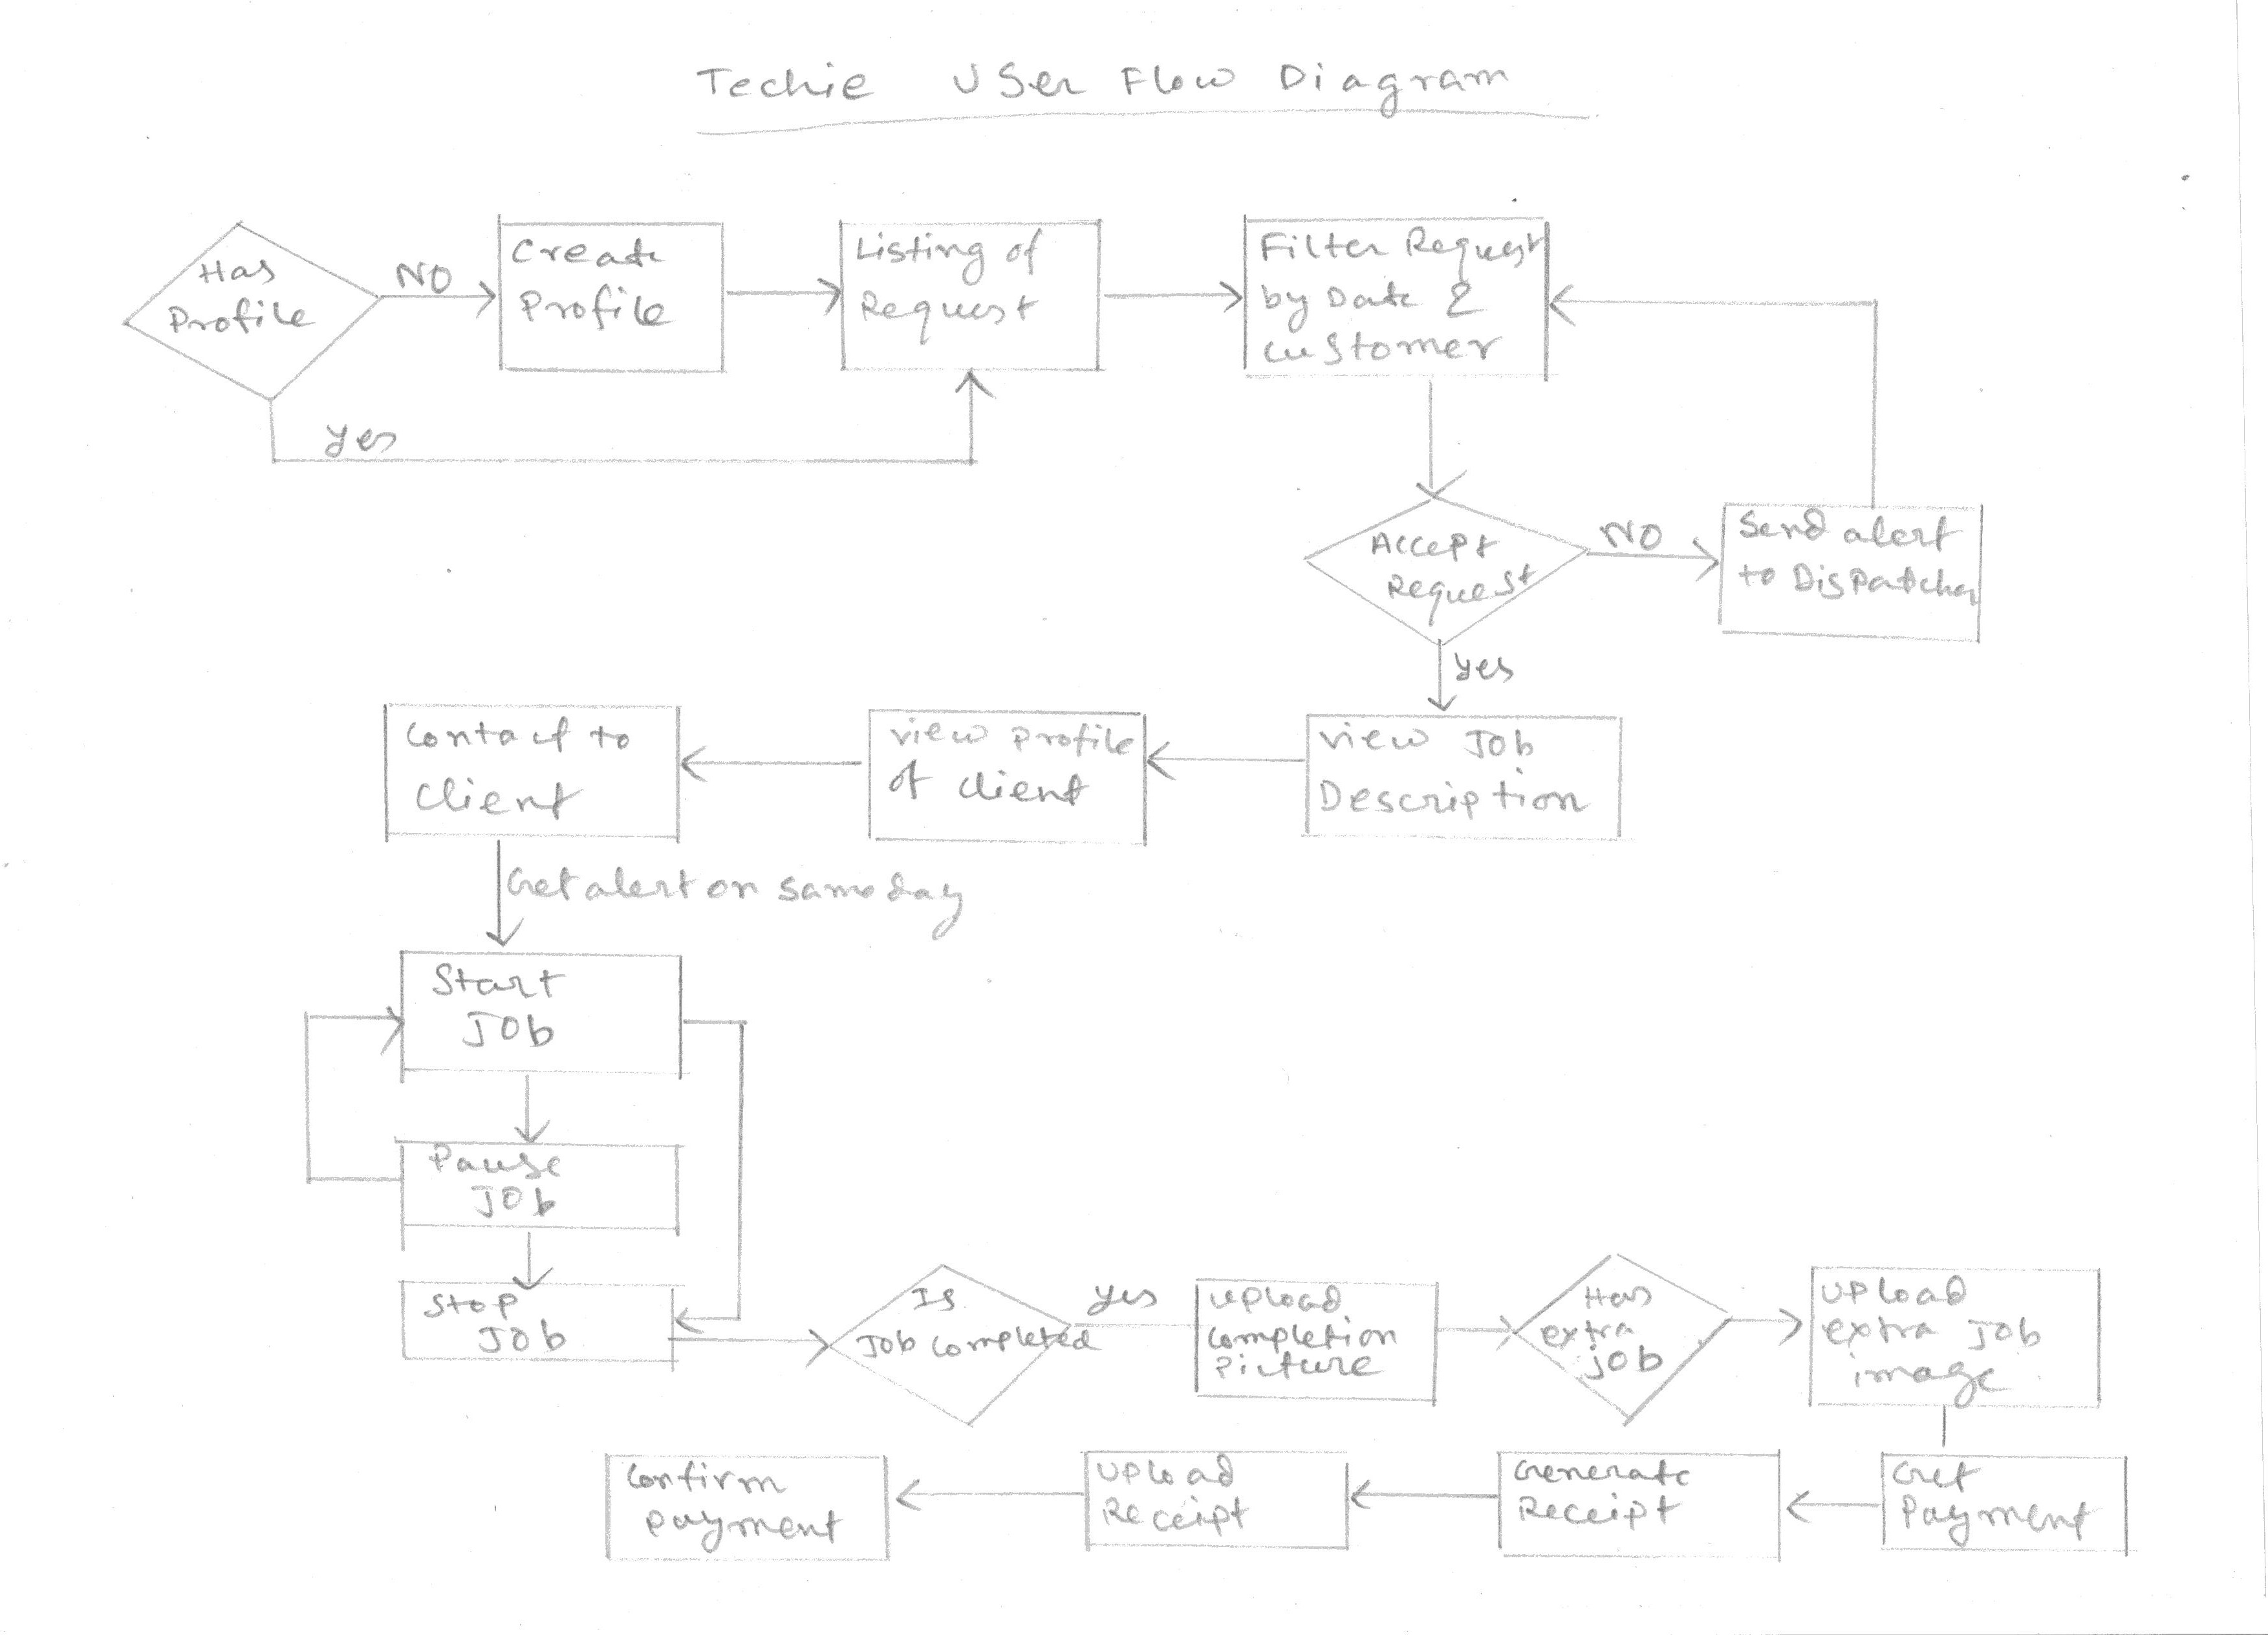 Techie User Flow Diagram
Has
Profile
NO
Create
Profile
Listing of
Request
Filter Request
by Date &
customer
Yes
Accept
Request
NO
Send alert
to Dispatcher
Yes
Contact to
Client
view profile
of client
view Job
Description
Get alert on same day
Start
Job
Pause
Job
Stop
Job
Is
Job Completed
yes
upload
completion
picture
Has
extra
job
upload
extra job
image
Confirm
payment
Upload
Receipt
Generate
Receipt
Get
Payment